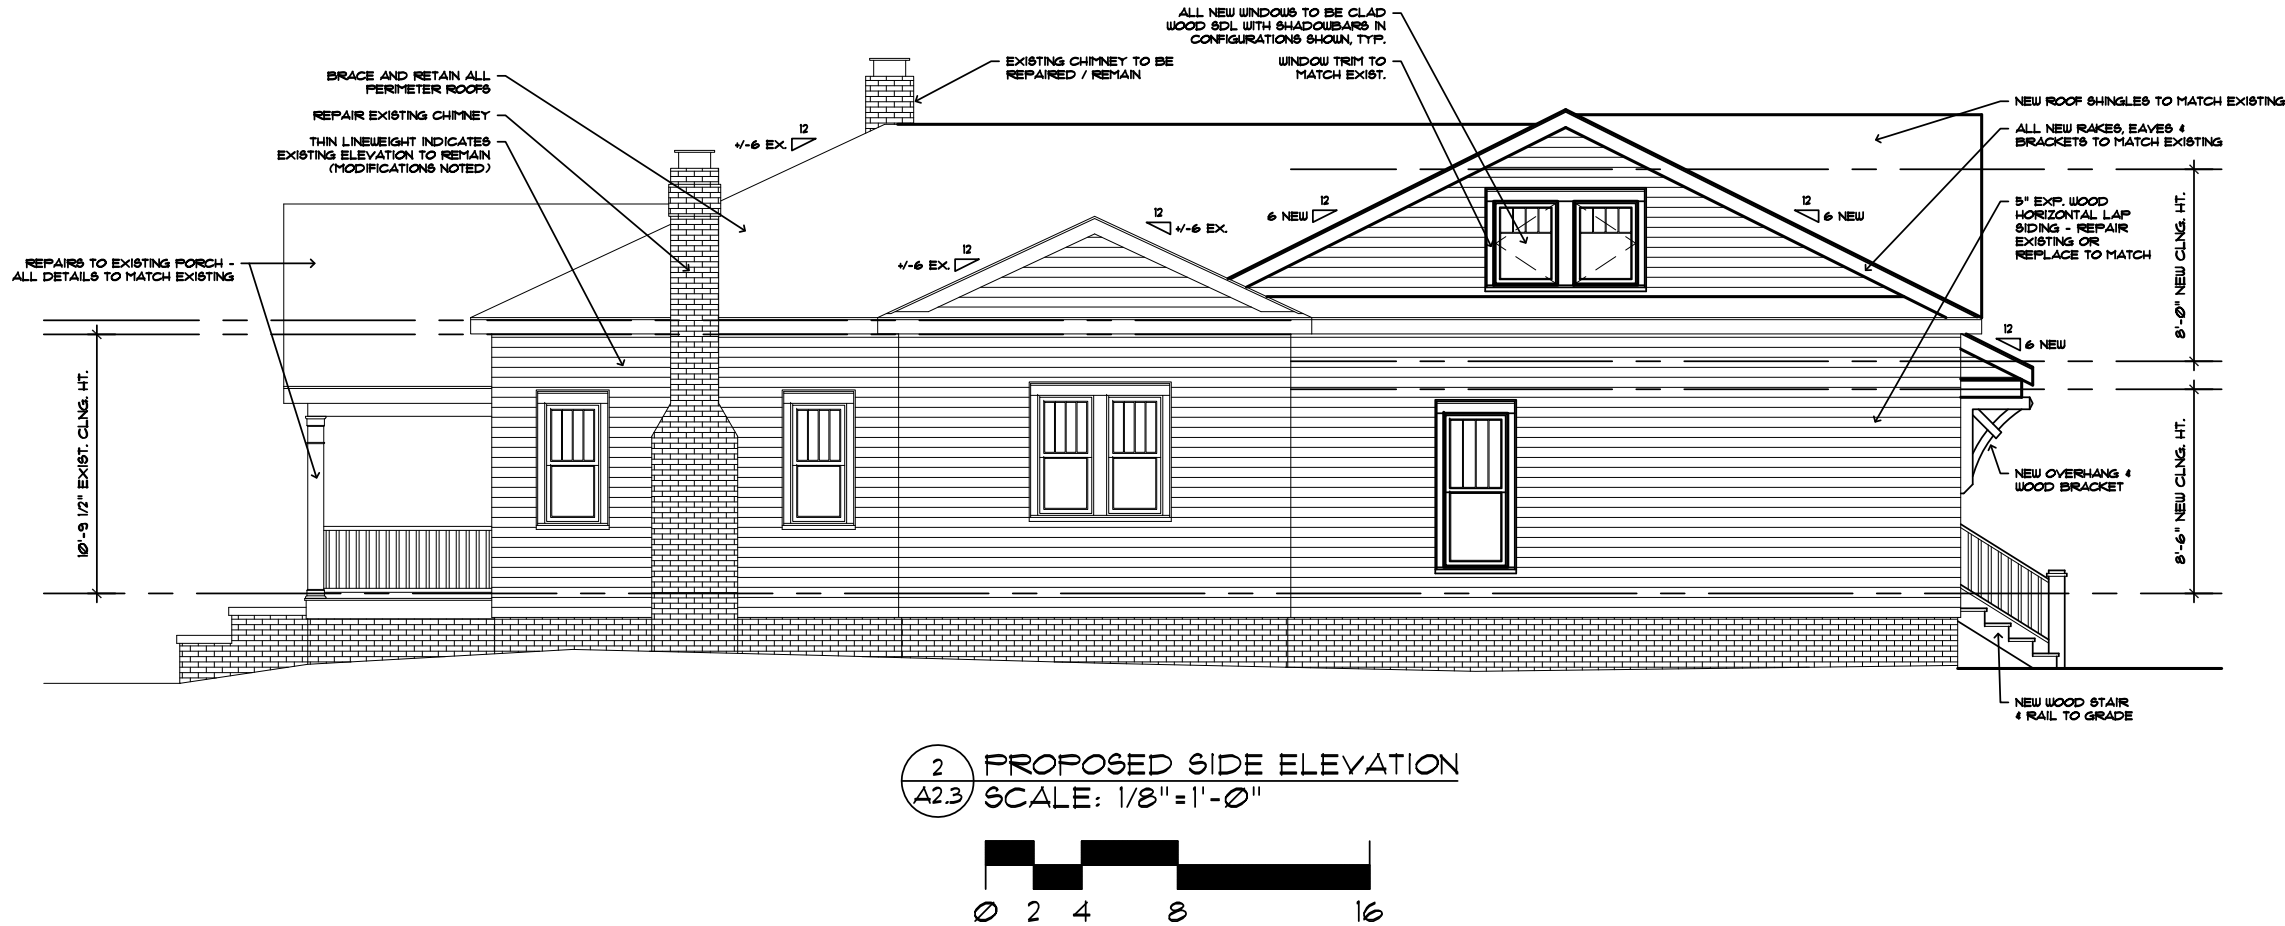 ALL NEW WINDOWS TO BE CLAD
WOOD SDL WITH SHADOWBARS IN
CONFIGURATIONS SHOWN, TYP.
WINDOW TRIM TO
MATCH EXIST.
EXISTING CHIMNEY TO BE
REPAIRED / REMAIN
BRACE AND RETAIN ALL
PERIMETER ROOFS
REPAIR EXISTING CHIMNEY
THIN LINEWEIGHT INDICATES
EXISTING ELEVATION TO REMAIN
(MODIFICATIONS NOTED)
REPAIRS TO EXISTING PORCH -
ALL DETAILS TO MATCH EXISTING
10'-9 1/2" EXIST. CLNG. HT.
12
+/-6 EX.
12
+/-6 EX.
12
+/-6 EX.
12
6 NEW
12
6 NEW
12
6 NEW
NEW ROOF SHINGLES TO MATCH EXISTING
ALL NEW RAKES, EAVES &
BRACKETS TO MATCH EXISTING
5" EXP. WOOD
HORIZONTAL LAP
SIDING - REPAIR
EXISTING OR
REPLACE TO MATCH
8'-0" NEW CLNG. HT.
8'-6" NEW CLNG. HT.
NEW OVERHANG &
WOOD BRACKET
NEW WOOD STAIR
& RAIL TO GRADE
2
A2.3
PROPOSED SIDE ELEVATION
SCALE: 1/8"=1'-0"
0 2 4 8 16